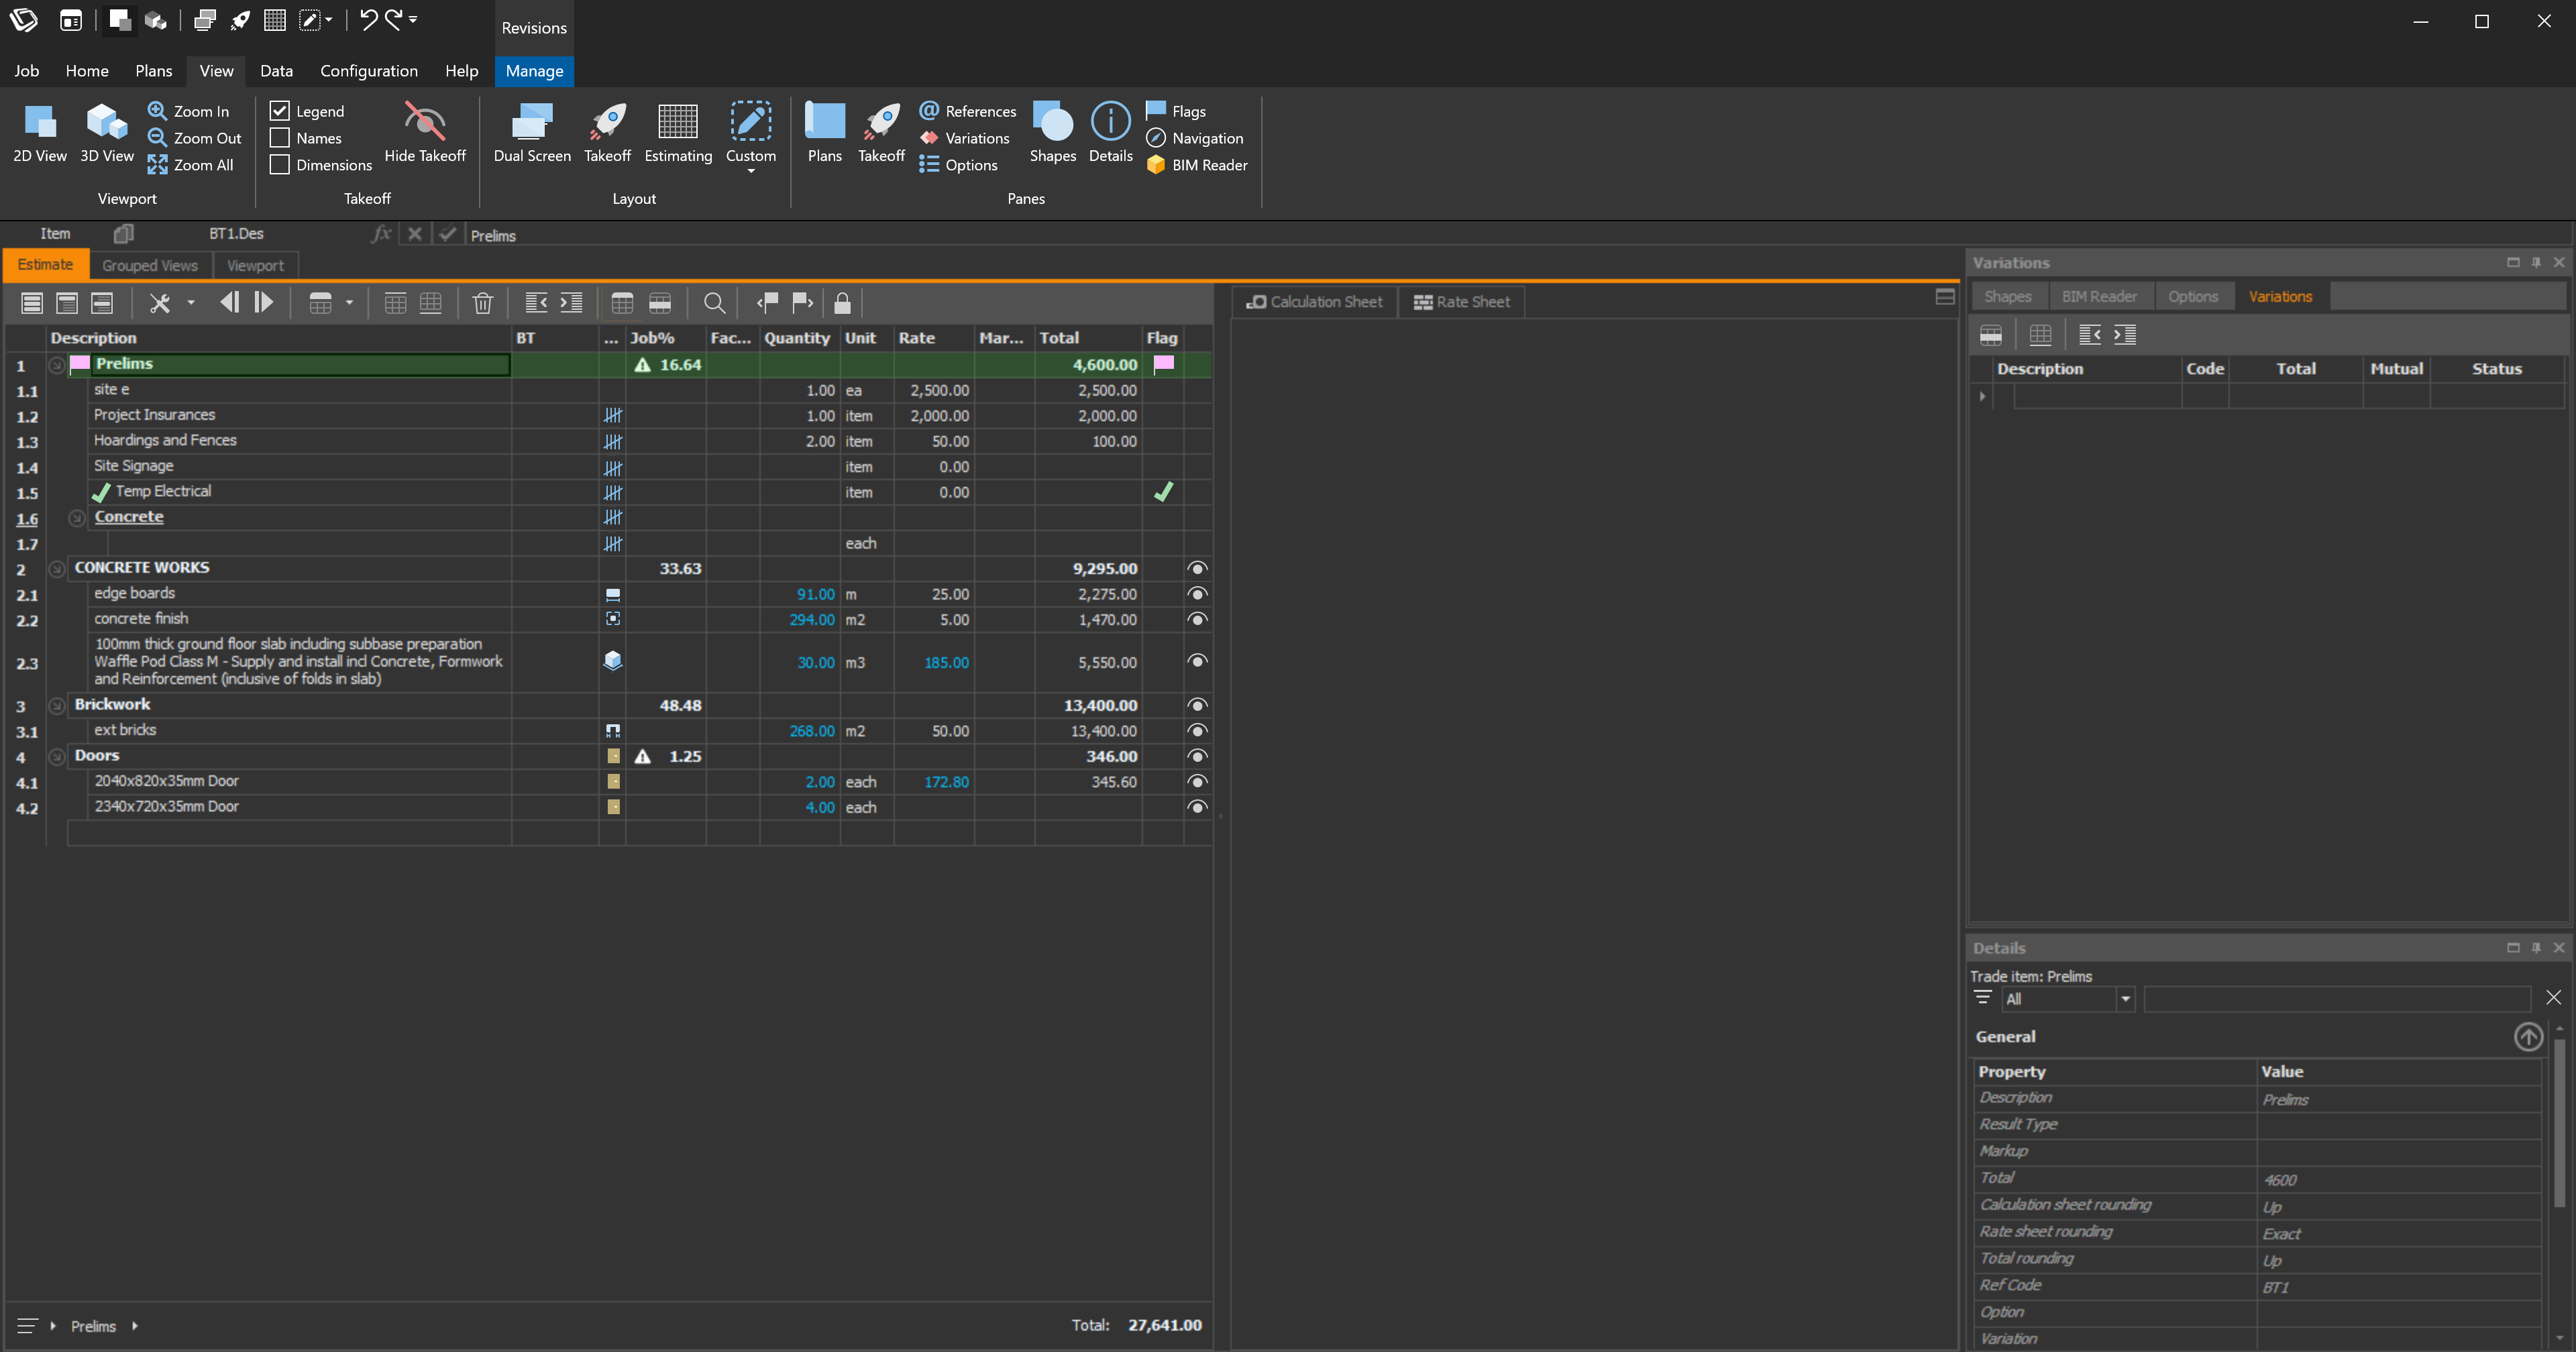 Revisions
Job Home Plans View Data Configuration Help Manage
2D View 3D View Zoom In Zoom Out Zoom All
Viewport
Legend Names Dimensions Hide Takeoff
Takeoff
Dual Screen Takeoff Estimating Custom
Layout
Plans Takeoff References Variations Options Shapes Details Flags Navigation BIM Reader
Panes
Item BT1.Des fx Prelims
Estimate Grouped Views Viewport
Description BT ... Job% Fac... Quantity Unit Rate Mar... Total Flag
1 Prelims 16.64 4,600.00
1.1 site e 1.00 ea 2,500.00 2,500.00
1.2 Project Insurances 1.00 item 2,000.00 2,000.00
1.3 Hoardings and Fences 2.00 item 50.00 100.00
1.4 Site Signage item 0.00
1.5 Temp Electrical item 0.00
1.6 Concrete
1.7 each
2 CONCRETE WORKS 33.63 9,295.00
2.1 edge boards 91.00 m 25.00 2,275.00
2.2 concrete finish 294.00 m2 5.00 1,470.00
100mm thick ground floor slab including subbase preparation
2.3 Waffle Pod Class M - Supply and install incl Concrete, Formwork 30.00 m3 185.00 5,550.00
and Reinforcement (inclusive of folds in slab)
3 Brickwork 48.48 13,400.00
3.1 ext bricks 268.00 m2 50.00 13,400.00
4 Doors 1.25 346.00
4.1 2040x820x35mm Door 2.00 each 172.80 345.60
4.2 2340x720x35mm Door 4.00 each
Prelims Total: 27,641.00
Calculation Sheet Rate Sheet
Variations
Shapes BIM Reader Options Variations
Description Code Total Mutual Status
Details
Trade item: Prelims
All
General
Property Value
Description Prelims
Result Type
Markup
Total 4600
Calculation sheet rounding Up
Rate sheet rounding Exact
Total rounding Up
Ref Code BT1
Option
Variation